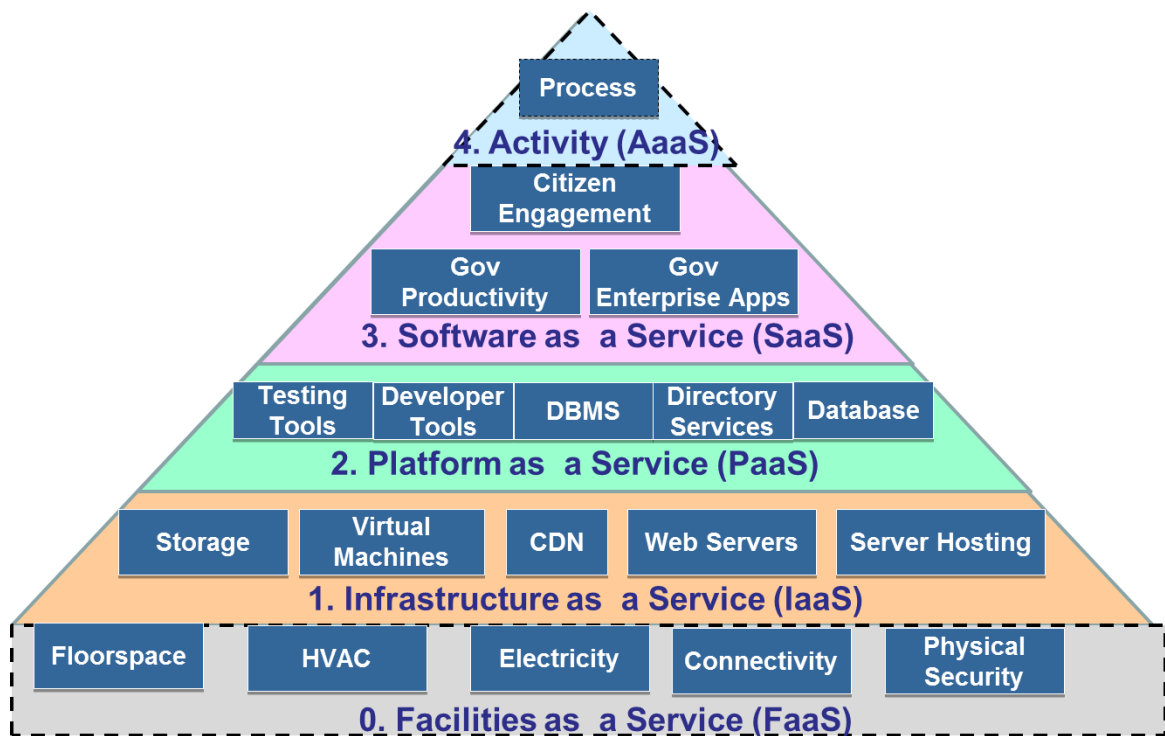 Process
4. Activity (AaaS)
Citizen
Engagement
Gov
Productivity
Gov
Enterprise Apps
3. Software as a Service (SaaS)
Testing
Tools
Developer
Tools
DBMS
Directory
Services
Database
2. Platform as a Service (PaaS)
Storage
Virtual
Machines
CDN
Web Servers
Server Hosting
1. Infrastructure as a Service (IaaS)
Floorspace
HVAC
Electricity
Connectivity
Physical
Security
0. Facilities as a Service (FaaS)